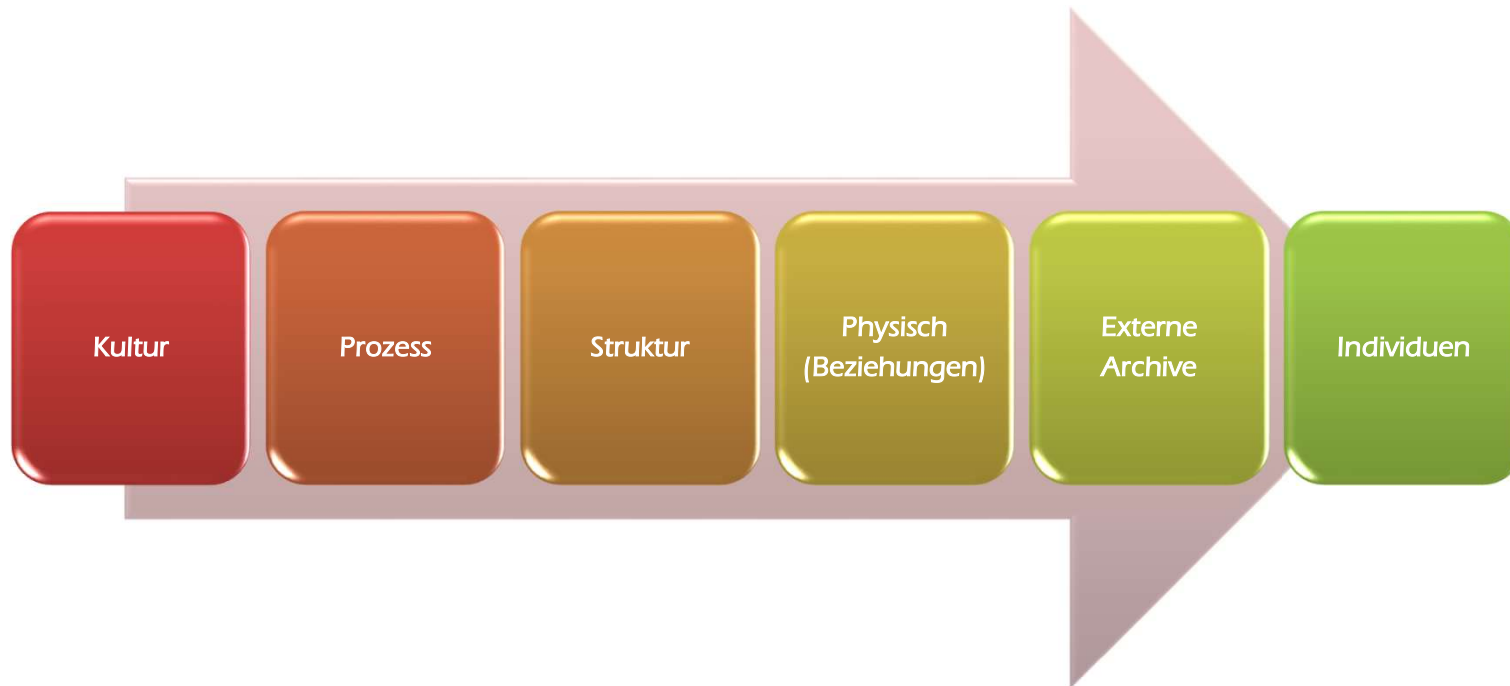 Kultur
Prozess
Struktur
Physisch
(Beziehungen)
Externe
Archive
Individuen